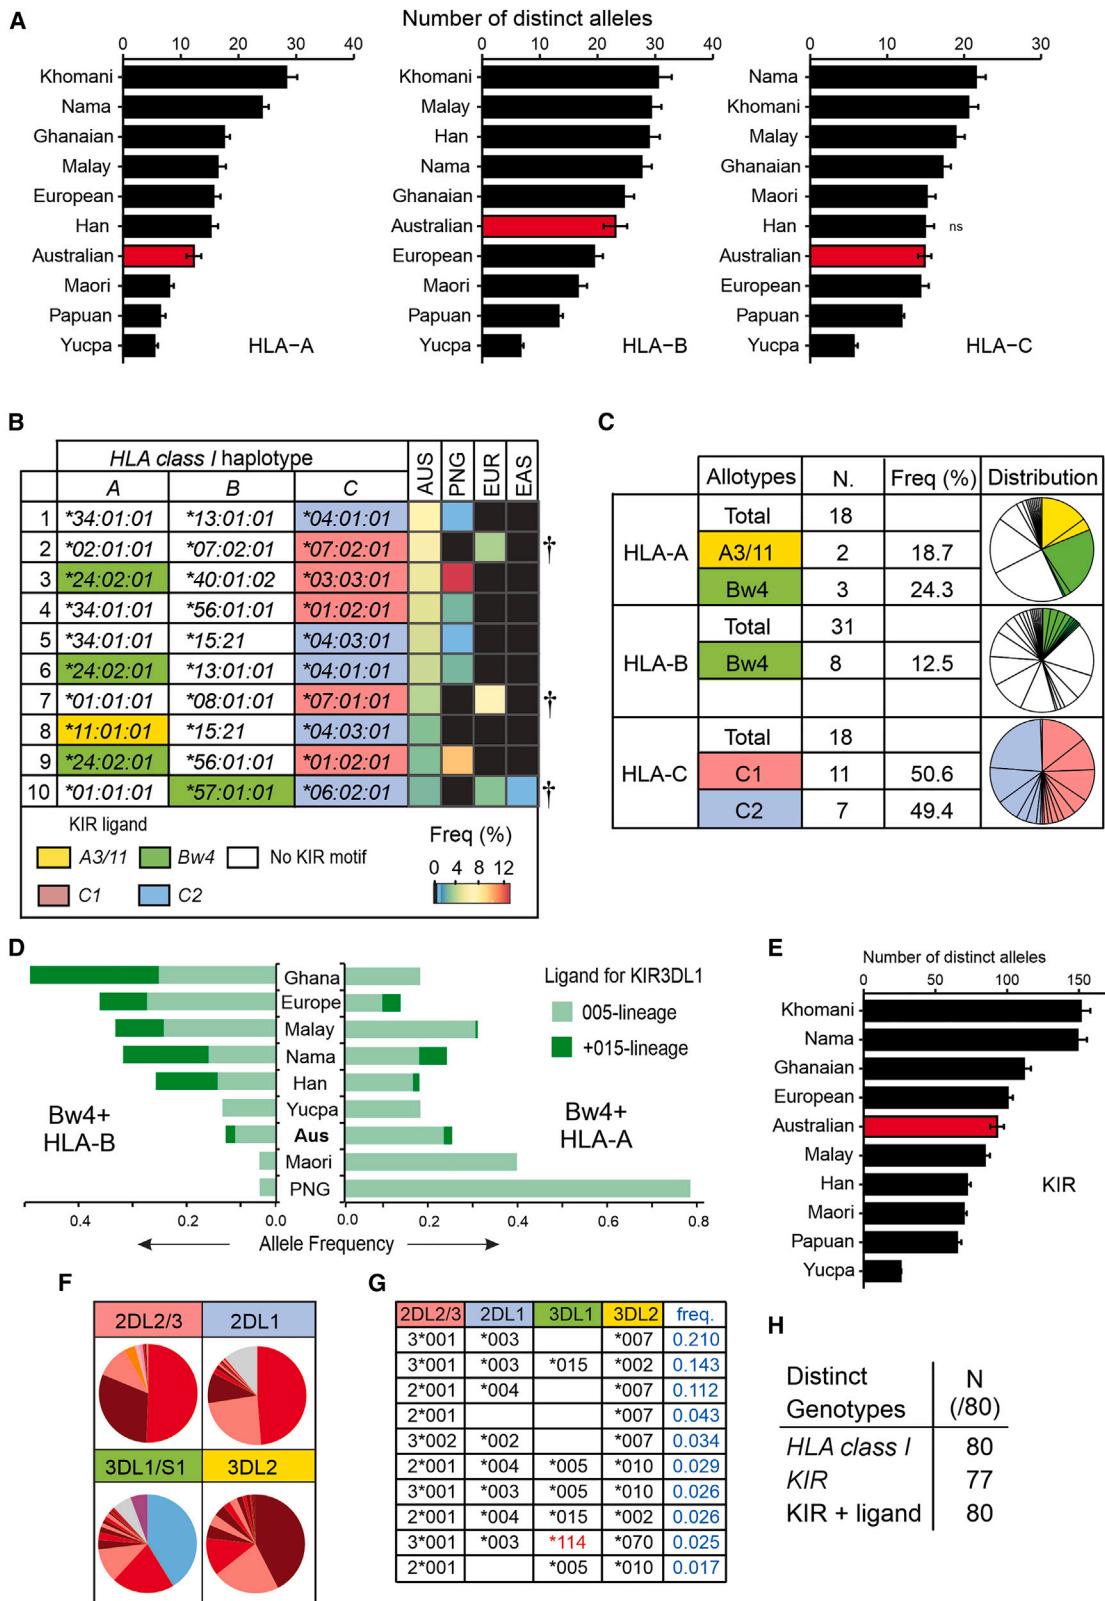 A
Number of distinct alleles
0 10 20 30 40
Khomani
Nama
Ghanaian
Malay
European
Han
Australian
Maori
Papuan
Yucpa
HLA−A
0 10 20 30 40
Khomani
Malay
Han
Nama
Ghanaian
Australian
European
Maori
Papuan
Yucpa
HLA−B
0 10 20 30
Nama
Khomani
Malay
Ghanaian
Maori
Han
ns
Australian
European
Papuan
Yucpa
HLA−C
B
HLA class I haplotype
AUS PNG EUR EAS
A B C
1 *34:01:01 *13:01:01 *04:01:01
2 *02:01:01 *07:02:01 *07:02:01 †
3 *24:02:01 *40:01:02 *03:03:01
4 *34:01:01 *56:01:01 *01:02:01
5 *34:01:01 *15:21 *04:03:01
6 *24:02:01 *13:01:01 *04:01:01
7 *01:01:01 *08:01:01 *07:01:01 †
8 *11:01:01 *15:21 *04:03:01
9 *24:02:01 *56:01:01 *01:02:01
10 *01:01:01 *57:01:01 *06:02:01 †
KIR ligand
A3/11 Bw4 No KIR motif
C1 C2
Freq (%)
0 4 8 12
C
Allotypes N. Freq (%) Distribution
HLA-A
Total 18
A3/11 2 18.7
Bw4 3 24.3
HLA-B
Total 31
Bw4 8 12.5
HLA-C
Total 18
C1 11 50.6
C2 7 49.4
D
Ghana
Europe
Malay
Nama
Han
Yucpa
Aus
Maori
PNG
Bw4+
HLA-B
Bw4+
HLA-A
Ligand for KIR3DL1
005-lineage
+015-lineage
0.4 0.2 0.0 0.0 0.2 0.4 0.6 0.8
Allele Frequency
E
Number of distinct alleles
0 50 100 150
Khomani
Nama
Ghanaian
European
Australian
Malay
Han
Maori
Papuan
Yucpa
KIR
F
2DL2/3 2DL1
3DL1/S1 3DL2
G
2DL2/3 2DL1 3DL1 3DL2 freq.
3*001 *003 *007 0.210
3*001 *003 *015 *002 0.143
2*001 *004 *007 0.112
2*001 *007 0.043
3*002 *002 *007 0.034
2*001 *004 *005 *010 0.029
3*001 *003 *005 *010 0.026
2*001 *004 *015 *002 0.026
3*001 *003 *114 *070 0.025
2*001 *005 *010 0.017
H
Distinct
Genotypes
N
(/80)
HLA class I 80
KIR 77
KIR + ligand 80